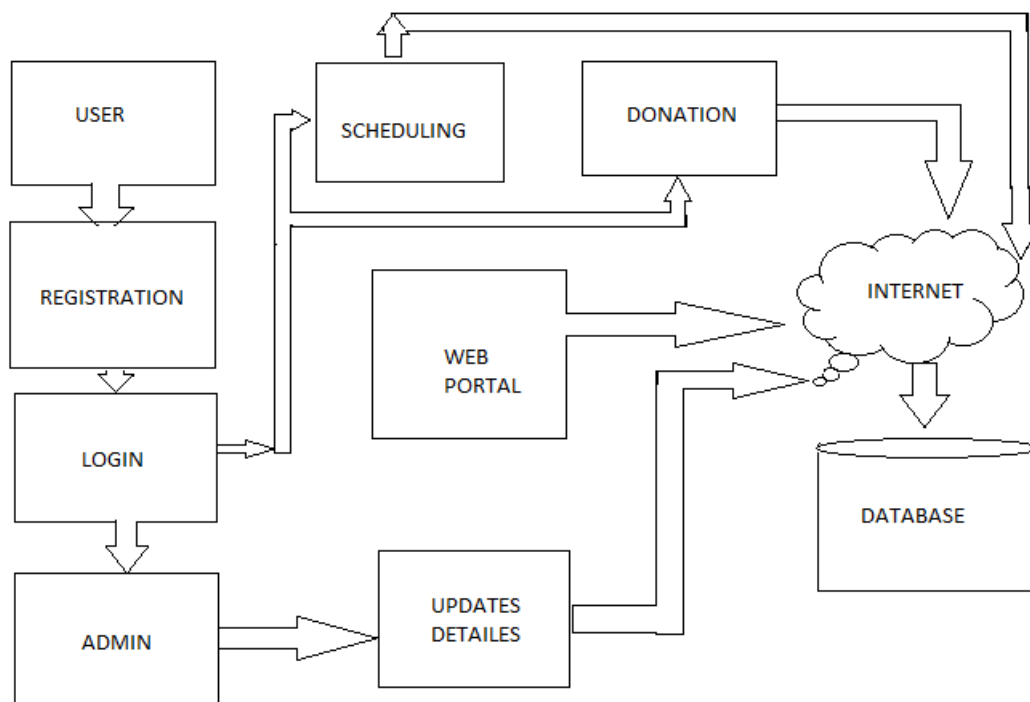 USER
SCHEDULING
DONATION
REGISTRATION
INTERNET
WEB
PORTAL
LOGIN
DATABASE
UPDATES
DETAILES
ADMIN